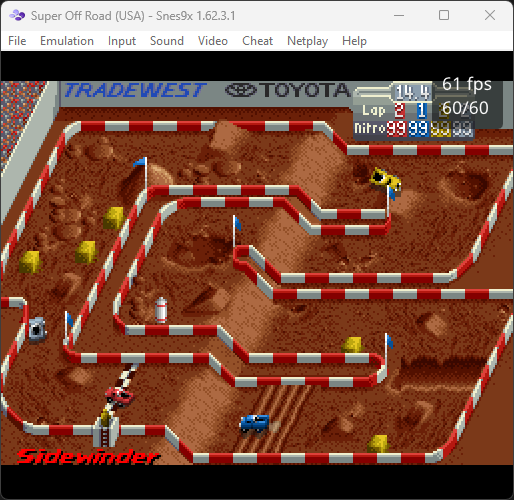 Super Off Road (USA) - Snes9x 1.62.3.1
File Emulation Input Sound Video Cheat Netplay Help
TRADEWEST TOYOTA
14.4 61 fps
Lap 2 1 60/60
Nitro 99 99 99 99
Sidewinder